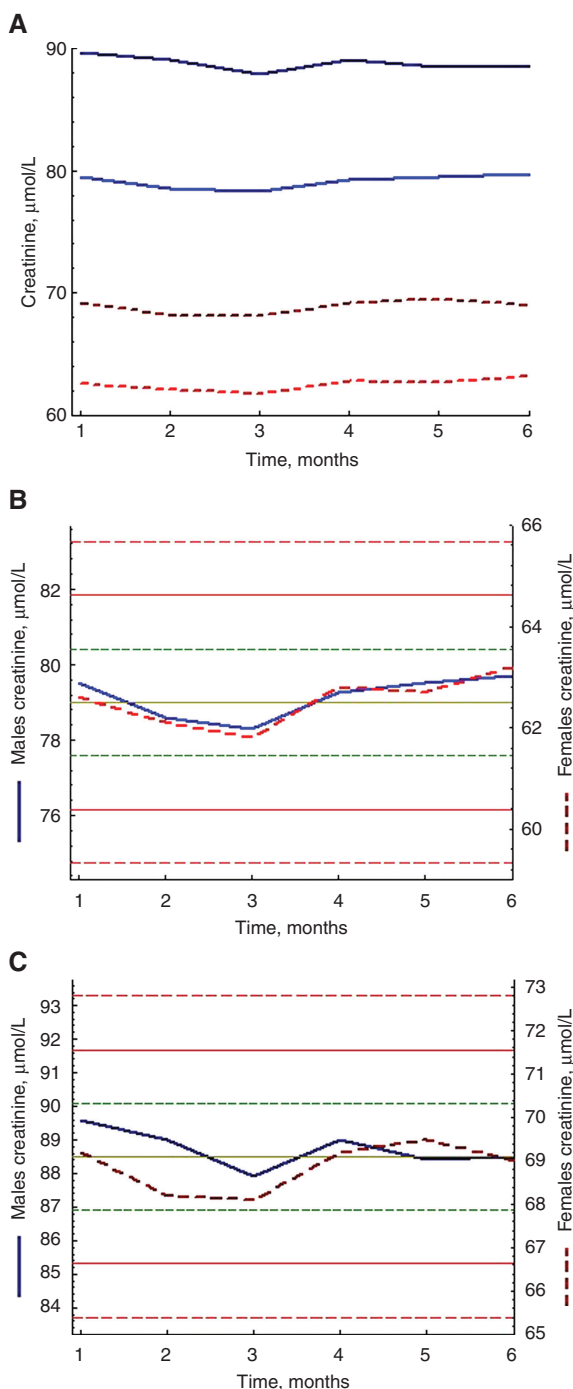 A
Creatinine, µmol/L
90
80
70
60
1 2 3 4 5 6
Time, months
B
Males creatinine, µmol/L
82
80
78
76
66
64
62
60
Females creatinine, µmol/L
1 2 3 4 5 6
Time, months
C
Males creatinine, µmol/L
93
92
91
90
89
88
87
86
85
84
73
72
71
70
69
68
67
66
65
Females creatinine, µmol/L
1 2 3 4 5 6
Time, months